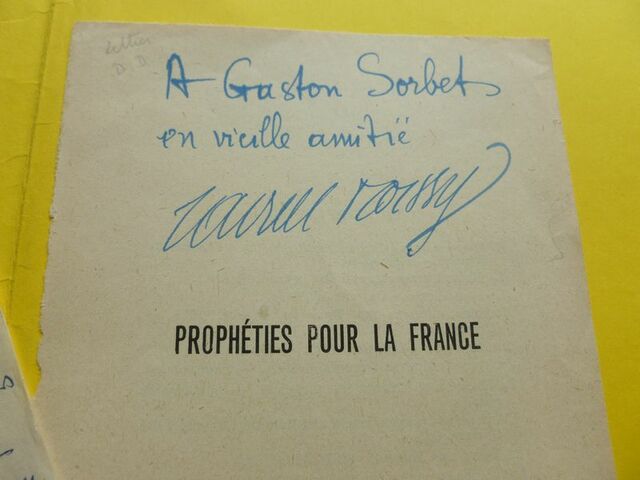 A Gaston Sorbets
en vieille amitié
PROPHÉTIES POUR LA FRANCE